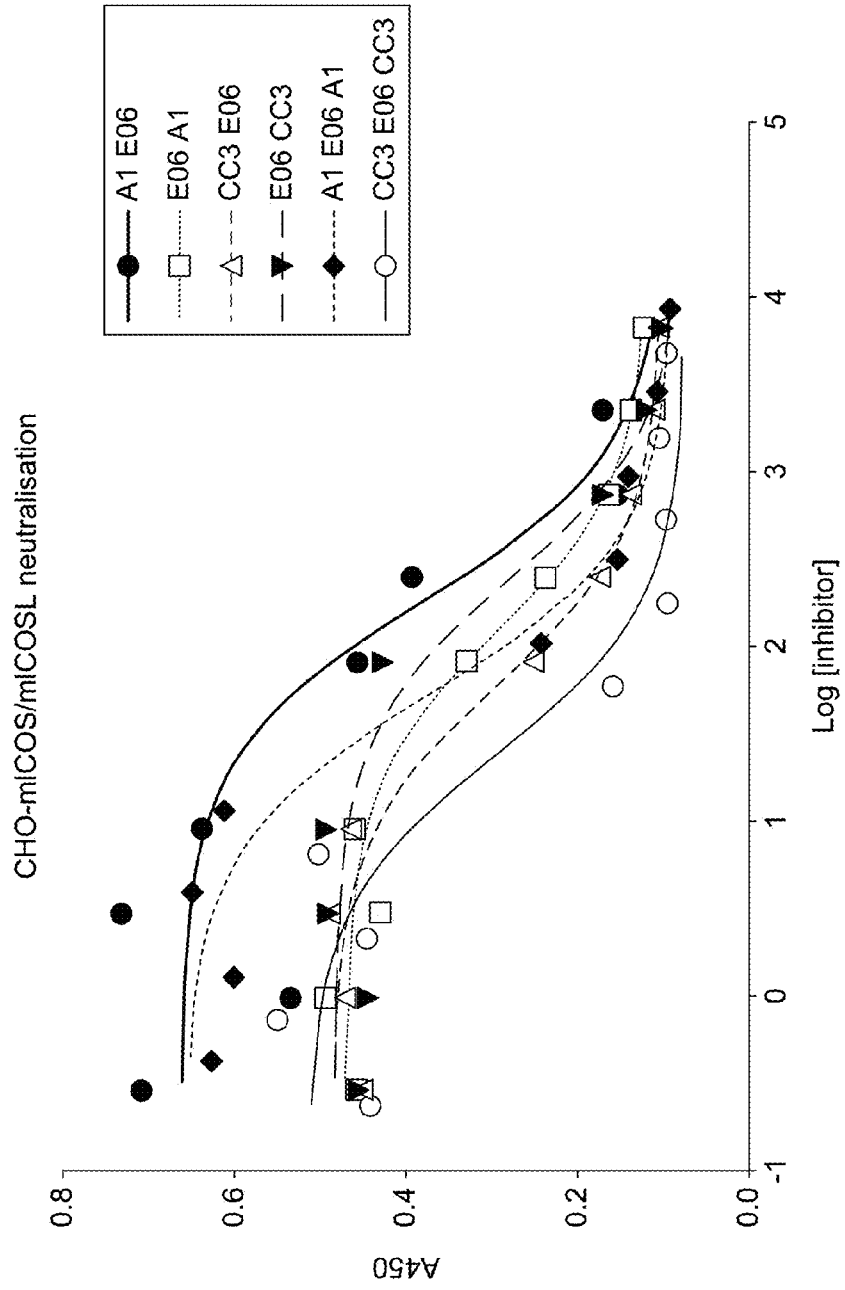 CHO-mICOS/mICOSL neutralisation
A1 E06
E06 A1
CC3 E06
E06 CC3
A1 E06 A1
CC3 E06 CC3
A450
0.8
0.6
0.4
0.2
0.0
-1
0
1
2
3
4
5
Log [inhibitor]